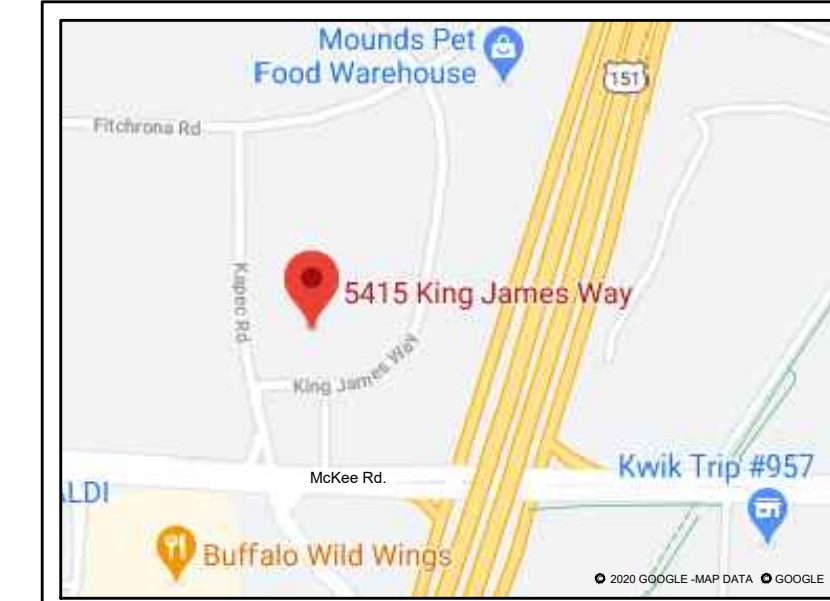 Mounds Pet
Food Warehouse
151
Fitchrona Rd
Kapec Rd
5415 King James Way
King James Way
McKee Rd.
Kwik Trip #957
LDI
Buffalo Wild Wings
© 2020 GOOGLE -MAP DATA © GOOGLE